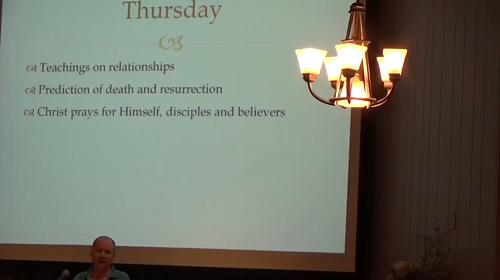 Thursday
Teachings on relationships
Prediction of death and resurrection
Christ prays for Himself, disciples and believers